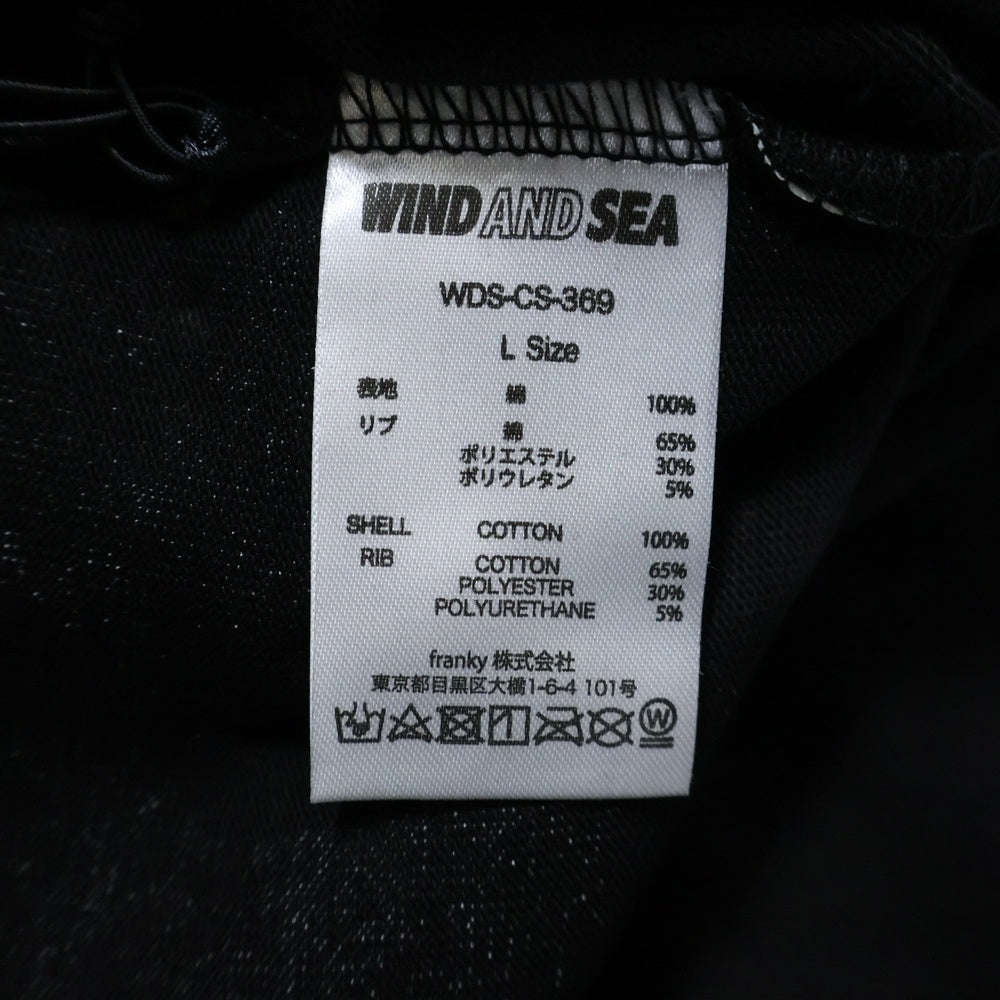 WIND AND SEA
WDS-CS-369
L Size
表地 綿 100%
リブ 綿 65%
ポリエステル 30%
ポリウレタン 5%
SHELL COTTON 100%
RIB COTTON 65%
POLYESTER 30%
POLYURETHANE 5%
franky 株式会社
東京都目黒区大橋1-6-4 101号
W